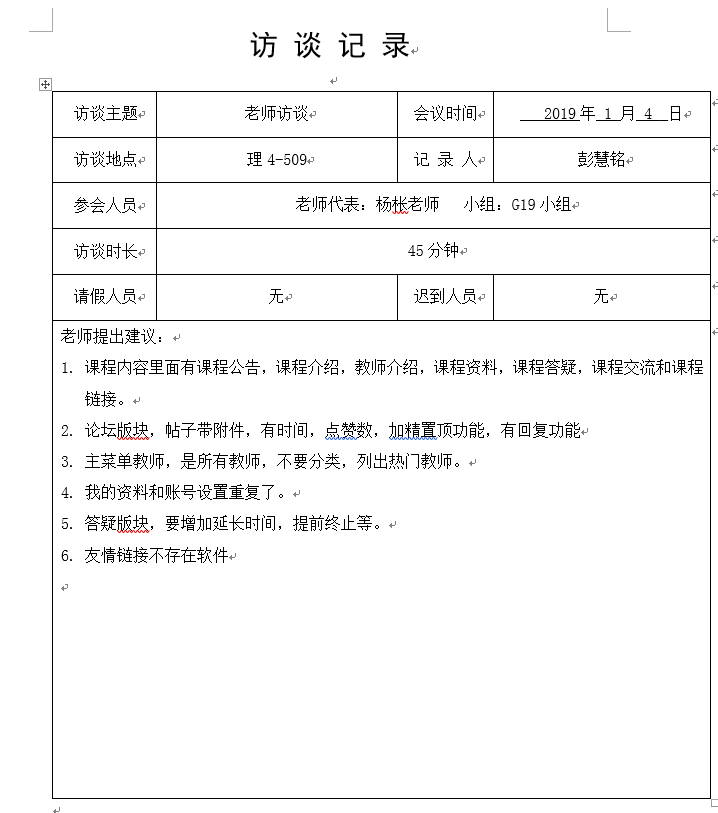 访 谈 记 录
访谈主题 老师访谈 会议时间 2019 年 1 月 4 日
访谈地点 理 4-509 记 录 人 彭慧铭
参会人员 老师代表：杨枨老师 小组：G19 小组
访谈时长 45 分钟
请假人员 无 迟到人员 无
老师提出建议：
1. 课程内容里面有课程公告，课程介绍，教师介绍，课程资料，课程答疑，课程交流和课程
链接。
2. 论坛版块，帖子带附件，有时间，点赞数，加精置顶功能，有回复功能
3. 主菜单教师，是所有教师，不要分类，列出热门教师。
4. 我的资料和账号设置重复了。
5. 答疑版块，要增加延长时间，提前终止等。
6. 友情链接不存在软件